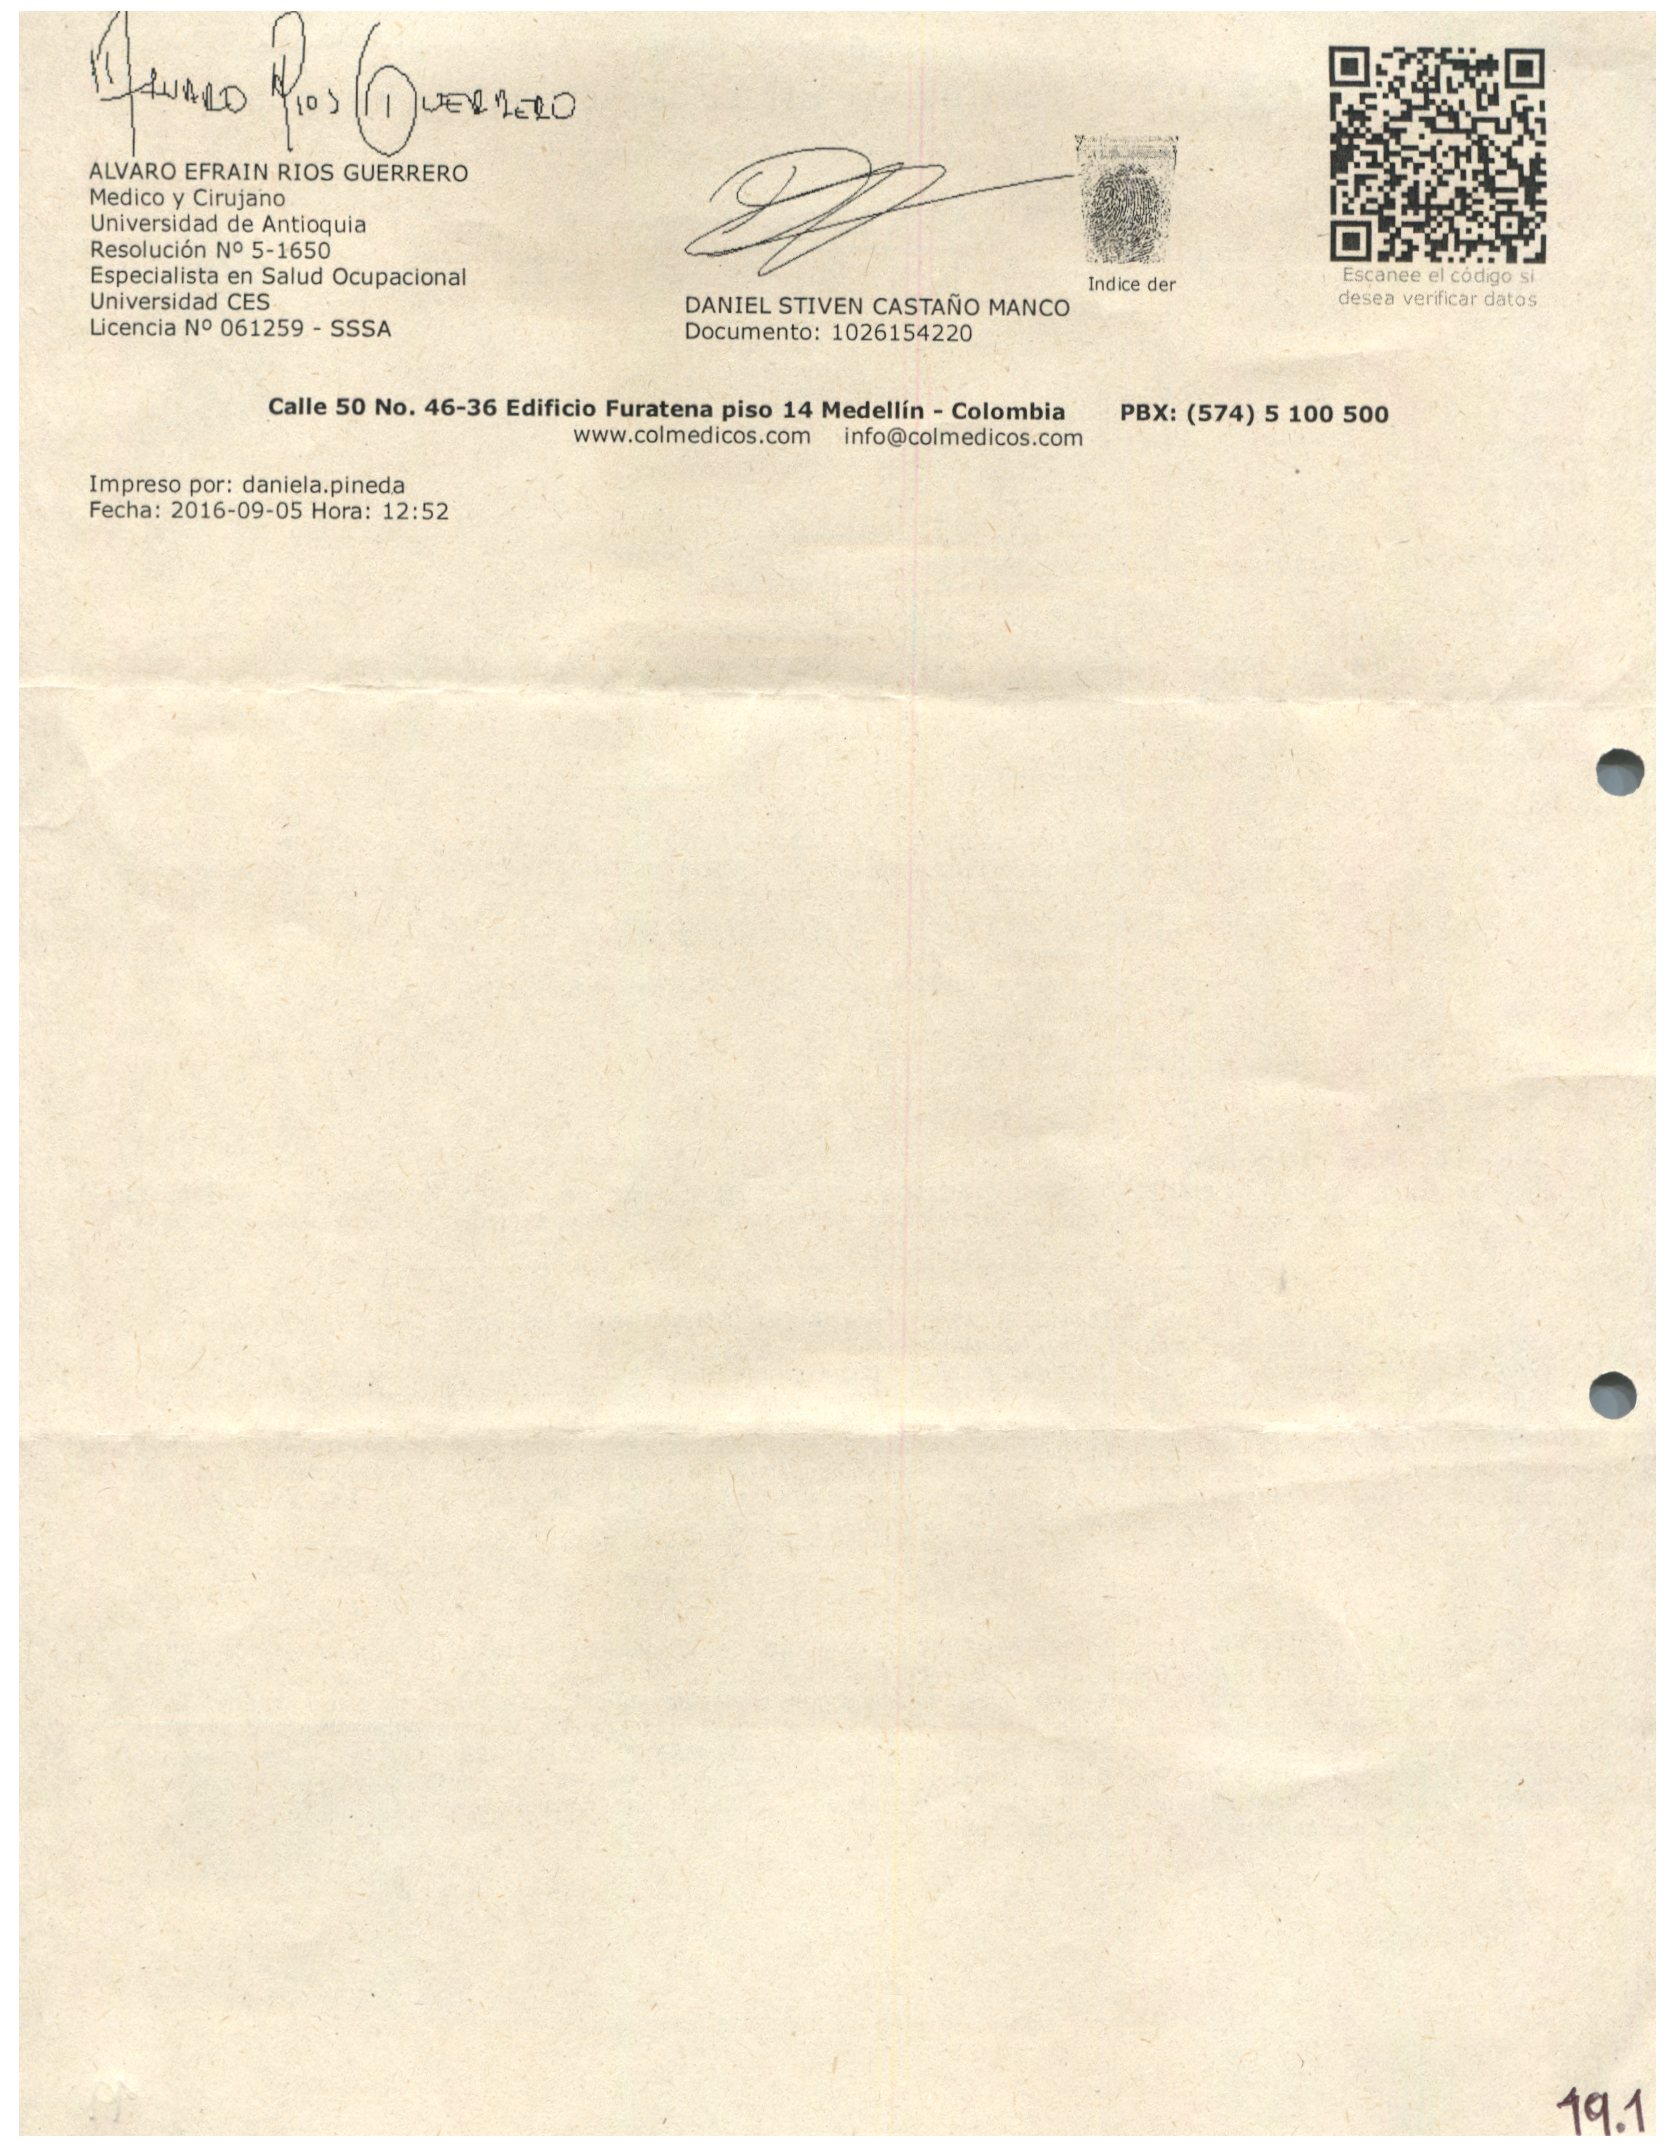 ALVARO RIOS GUERRERO
ALVARO EFRAIN RIOS GUERRERO
Medico y Cirujano
Universidad de Antioquia
Resolución Nº 5-1650
Especialista en Salud Ocupacional
Universidad CES
Licencia Nº 061259 - SSSA
Indice der
DANIEL STIVEN CASTAÑO MANCO
Documento: 1026154220
Escanee el código si
desea verificar datos
Calle 50 No. 46-36 Edificio Furatena piso 14 Medellín - Colombia PBX: (574) 5 100 500
www.colmedicos.com info@colmedicos.com
Impreso por: daniela.pineda
Fecha: 2016-09-05 Hora: 12:52
19.1